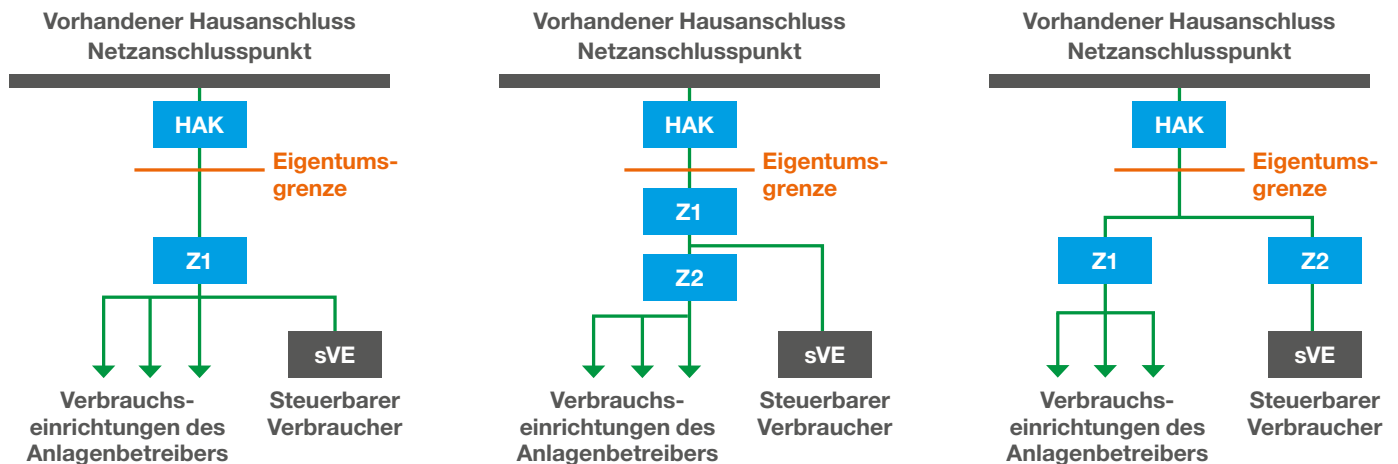 Vorhandener Hausanschluss
Netzanschlusspunkt
HAK
Eigentums-
grenze
Z1
sVE
Verbrauchs-
einrichtungen des
Anlagenbetreibers
Steuerbarer
Verbraucher
Vorhandener Hausanschluss
Netzanschlusspunkt
HAK
Eigentums-
grenze
Z1
Z2
sVE
Verbrauchs-
einrichtungen des
Anlagenbetreibers
Steuerbarer
Verbraucher
Vorhandener Hausanschluss
Netzanschlusspunkt
HAK
Eigentums-
grenze
Z1
Z2
sVE
Verbrauchs-
einrichtungen des
Anlagenbetreibers
Steuerbarer
Verbraucher